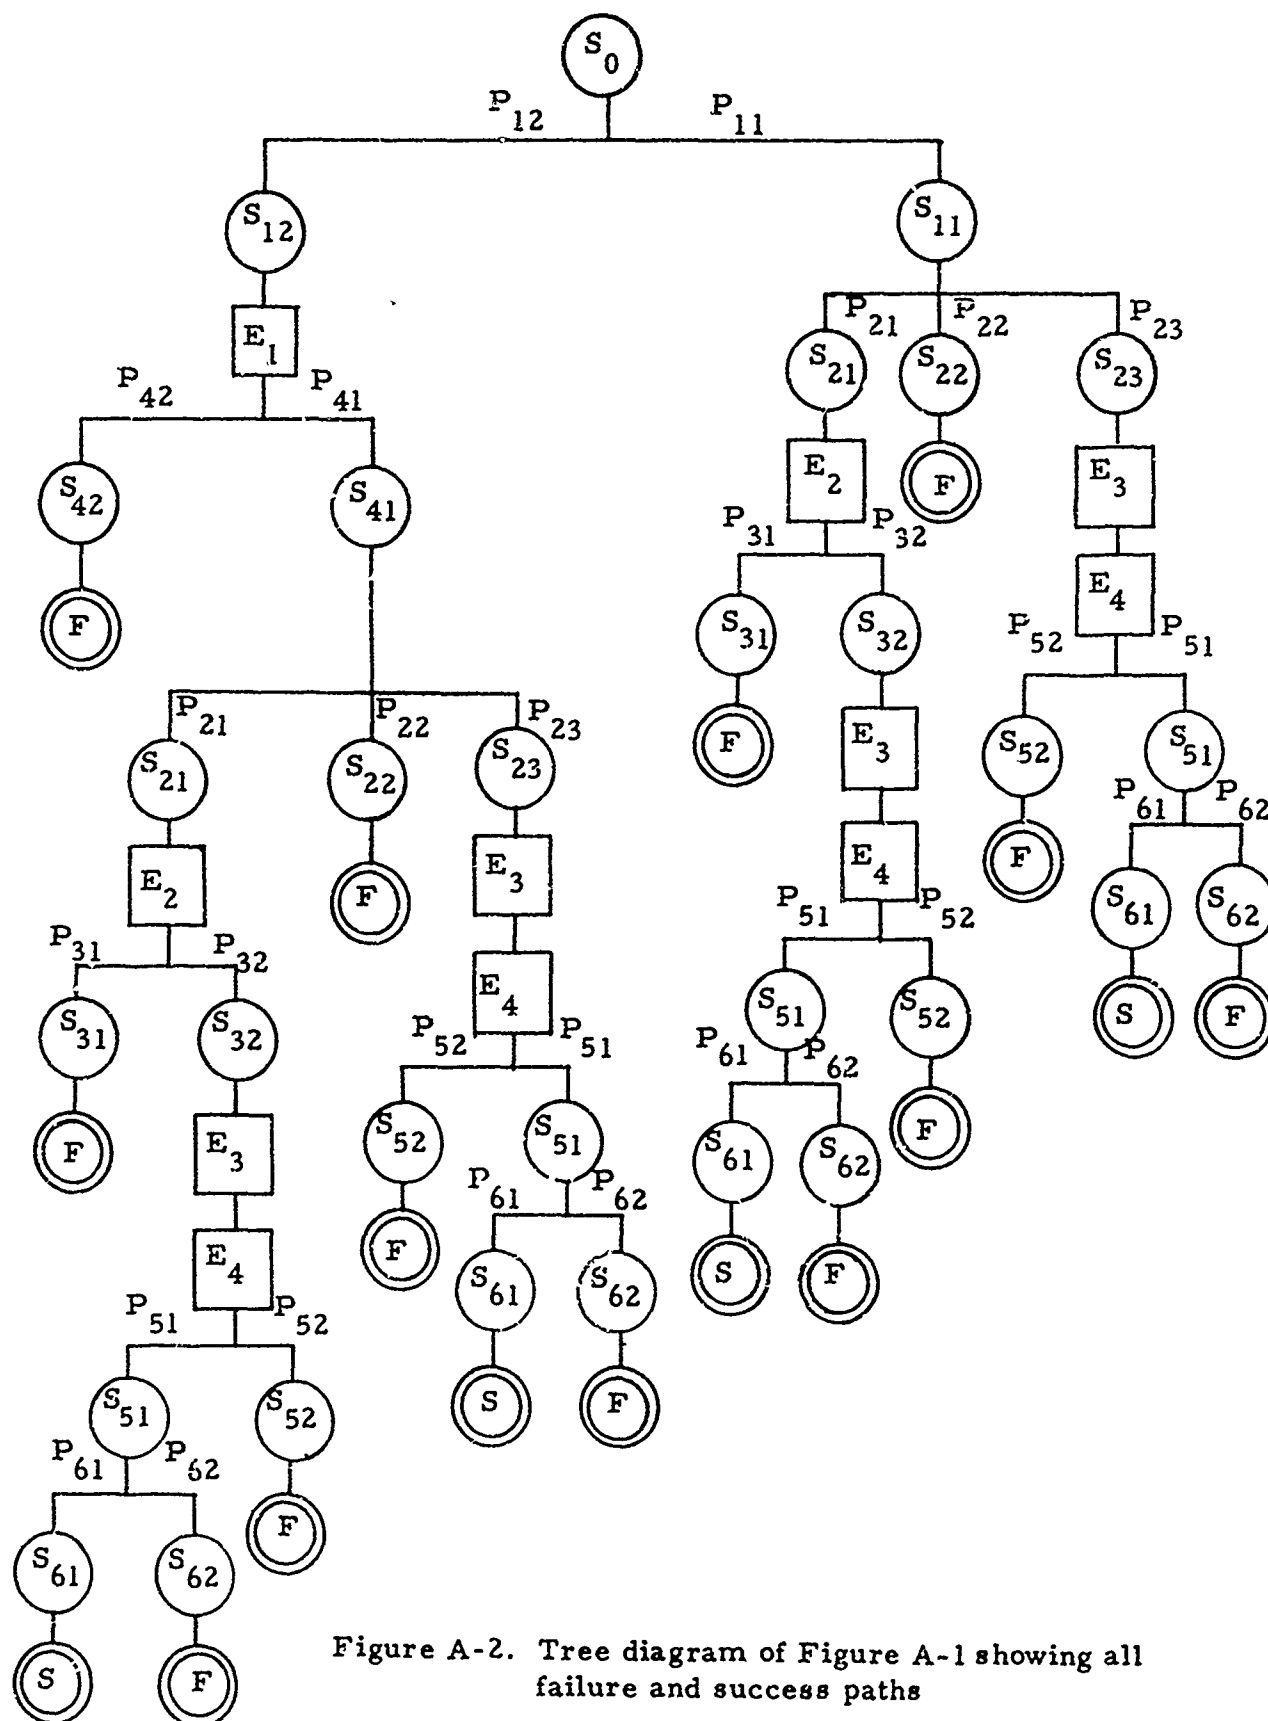 S0
P12 P11
S12 S11
P21 P22 P23
E1
S21 S22 S23
P42 P41
E2 F E3
S42 S41
P31 P32
E4
F S31 S32
P52 P51
P21 P22 P23
F E3 S52 S51
S21 S22 S23
P61 P62
E2 E3 E4 F
F
P51 P52
S61 S62
P31 P32
E4
S51 S52 S F
S31 S32
P52 P51
P61 P62
F E3 S52 S51 S61 S62 F
P61 P62
E4 F S F
S61 S62
P51 P52
S51 S52 S F
P61 P62
F
S61 S62
S F
Figure A-2. Tree diagram of Figure A-1 showing all
failure and success paths